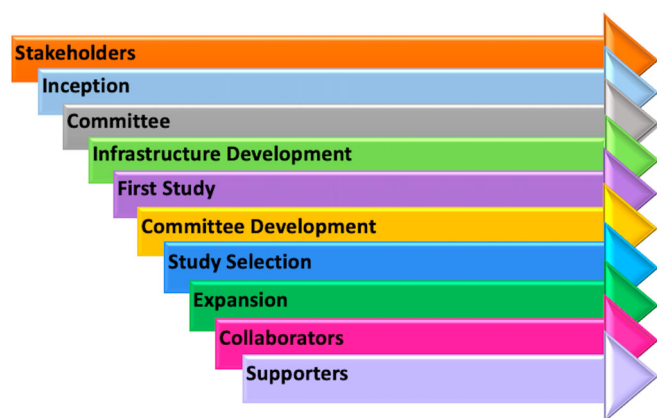 Stakeholders
Inception
Committee
Infrastructure Development
First Study
Committee Development
Study Selection
Expansion
Collaborators
Supporters